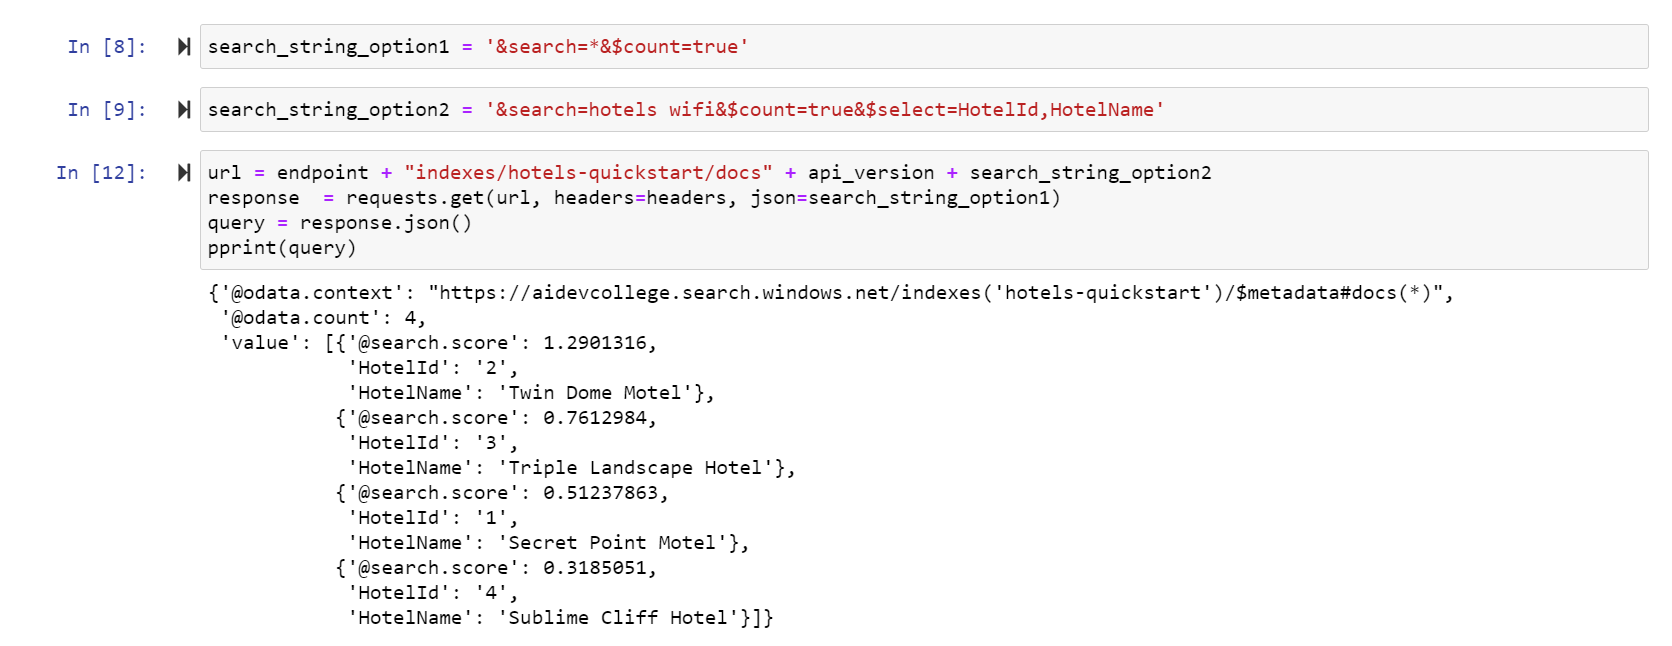 In [8]: search_string_option1 = '&search=*&$count=true'
In [9]: search_string_option2 = '&search=hotels wifi&$count=true&$select=HotelId,HotelName'
In [12]: url = endpoint + "indexes/hotels-quickstart/docs" + api_version + search_string_option2
response  = requests.get(url, headers=headers, json=search_string_option1)
query = response.json()
pprint(query)
{'@odata.context': "https://aidevcollege.search.windows.net/indexes('hotels-quickstart')/$metadata#docs(*)",
 '@odata.count': 4,
 'value': [{'@search.score': 1.2901316,
            'HotelId': '2',
            'HotelName': 'Twin Dome Motel'},
           {'@search.score': 0.7612984,
            'HotelId': '3',
            'HotelName': 'Triple Landscape Hotel'},
           {'@search.score': 0.51237863,
            'HotelId': '1',
            'HotelName': 'Secret Point Motel'},
           {'@search.score': 0.3185051,
            'HotelId': '4',
            'HotelName': 'Sublime Cliff Hotel'}]}